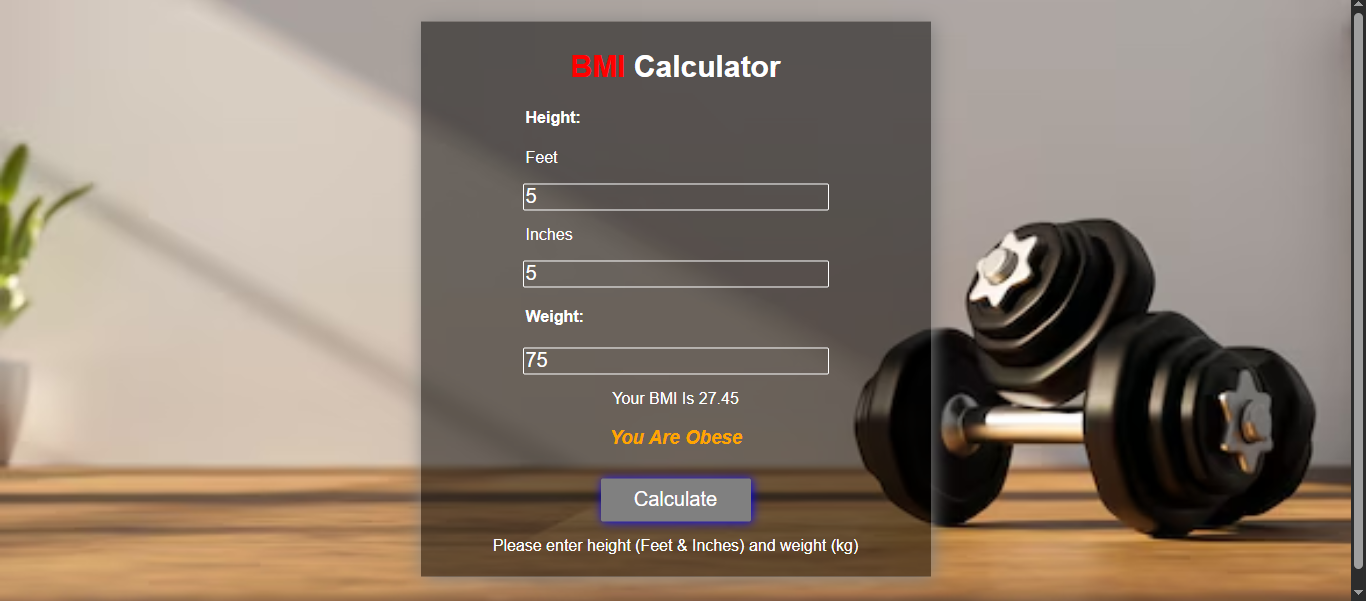 BMI Calculator
Height:
Feet
5
Inches
5
Weight:
75
Your BMI Is 27.45
You Are Obese
Calculate
Please enter height (Feet & Inches) and weight (kg)